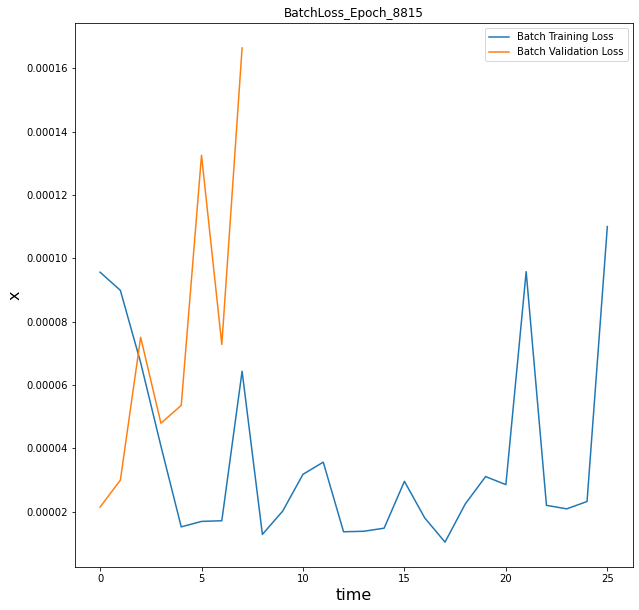 BatchLoss_Epoch_8815
Batch Training Loss
Batch Validation Loss
0.00016
0.00014
0.00012
0.00010
0.00008
0.00006
0.00004
0.00002
x
0 5 10 15 20 25
time